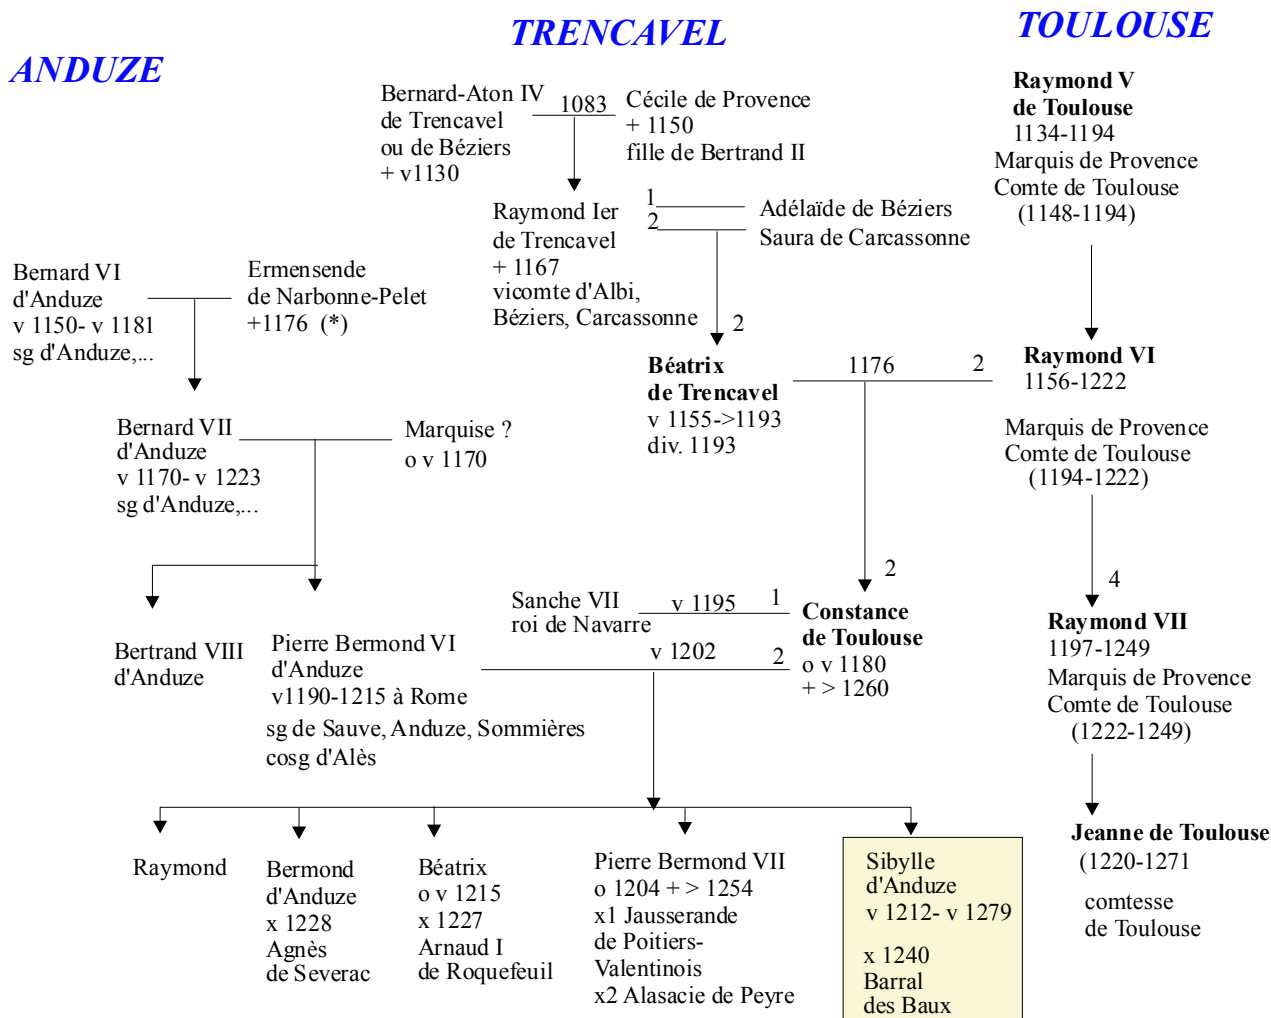 ANDUZE
TRENCAVEL
TOULOUSE
Bernard-Aton IV
de Trencavel
ou de Béziers
+ v1130
1083
Cécile de Provence
+ 1150
fille de Bertrand II
Raymond V
de Toulouse
1134-1194
Marquis de Provence
Comte de Toulouse
(1148-1194)
Raymond Ier
de Trencavel
+ 1167
vicomte d'Albi,
Béziers, Carcassonne
1
2
Adélaïde de Béziers
Saura de Carcassonne
2
Bernard VI
d'Anduze
v 1150- v 1181
sg d'Anduze,...
Ermensende
de Narbonne-Pelet
+1176 (*)
Béatrix
de Trencavel
v 1155->1193
div. 1193
1176
2
Raymond VI
1156-1222
Marquis de Provence
Comte de Toulouse
(1194-1222)
Bernard VII
d'Anduze
v 1170- v 1223
sg d'Anduze,...
Marquise ?
o v 1170
Bertrand VIII
d'Anduze
Pierre Bermond VI
d'Anduze
v1190-1215 à Rome
sg de Sauve, Anduze, Sommières
cosg d'Alès
Sanche VII
roi de Navarre
v 1195
1
v 1202
2
2
Constance
de Toulouse
o v 1180
+ > 1260
4
Raymond VII
1197-1249
Marquis de Provence
Comte de Toulouse
(1222-1249)
Raymond
Bermond
d'Anduze
x 1228
Agnès
de Severac
Béatrix
o v 1215
x 1227
Arnaud I
de Roquefeuil
Pierre Bermond VII
o 1204 + > 1254
x1 Jausserande
de Poitiers-
Valentinois
x2 Alasacie de Peyre
Sibylle
d'Anduze
v 1212- v 1279
x 1240
Barral
des Baux
Jeanne de Toulouse
(1220-1271
comtesse
de Toulouse